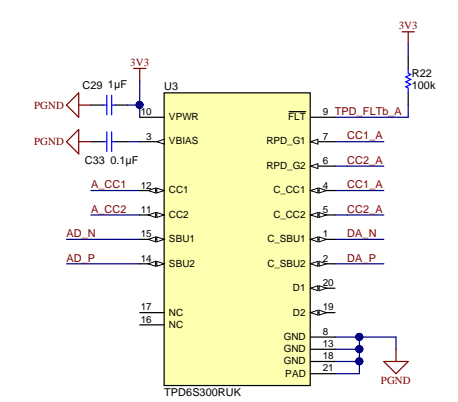 3V3
R22
100k
3V3
C29 1µF
PGND
U3
10 VPWR
FLT 9 TPD_FLTb_A
PGND
C33 0.1µF
3 VBIAS
RPD_G1 7 CC1_A
RPD_G2 6 CC2_A
A_CC1 12 CC1
C_CC1 4 CC1_A
A_CC2 11 CC2
C_CC2 5 CC2_A
AD_N 15 SBU1
C_SBU1 1 DA_N
AD_P 14 SBU2
C_SBU2 2 DA_P
D1 20
17 NC
D2 19
16 NC
GND 8
GND 13
GND 18
PAD 21
PGND
TPD6S300RUK